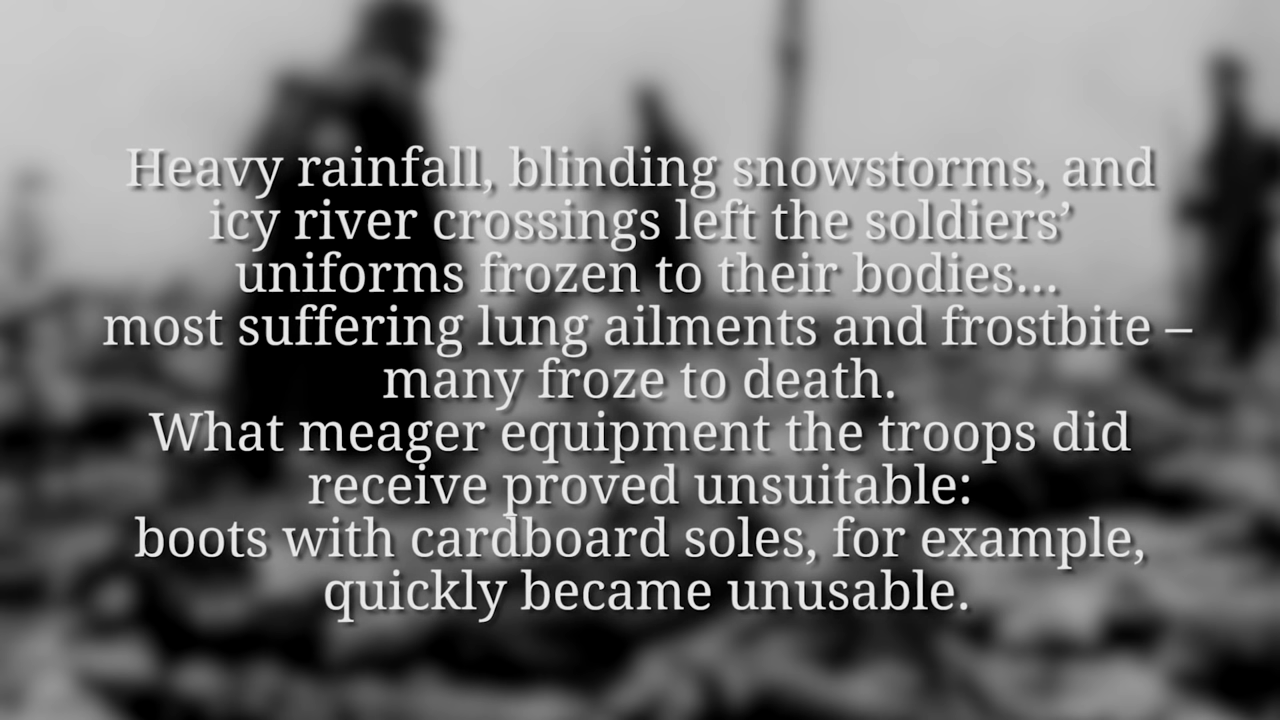 Heavy rainfall, blinding snowstorms, and
icy river crossings left the soldiers’
uniforms frozen to their bodies...
most suffering lung ailments and frostbite –
many froze to death.
What meager equipment the troops did
receive proved unsuitable:
boots with cardboard soles, for example,
quickly became unusable.